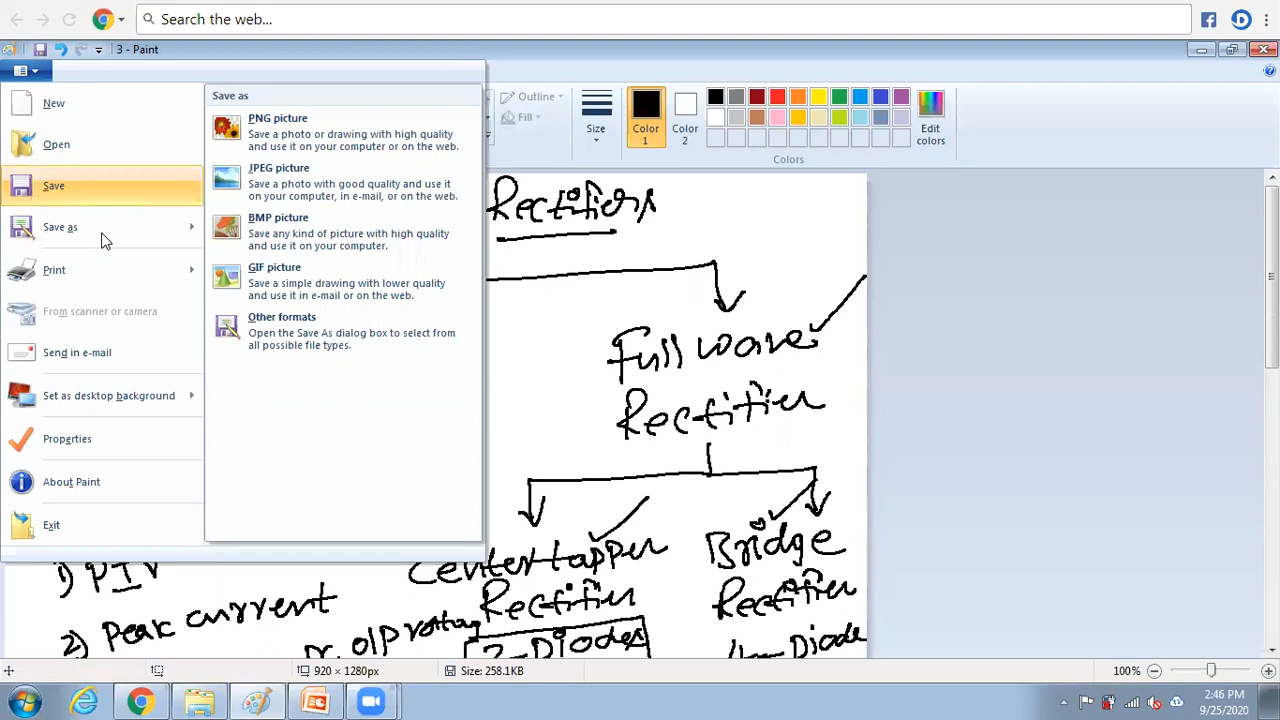 Search the web...
3 - Paint
Save as
New
PNG picture
Save a photo or drawing with high quality
and use it on your computer or on the web.
Open
JPEG picture
Save a photo with good quality and use it
on your computer, in e-mail, or on the web.
Save
BMP picture
Save any kind of picture with high quality
and use it on your computer.
Save as
GIF picture
Save a simple drawing with lower quality
and use it in e-mail or on the web.
Print
Other formats
Open the Save As dialog box to select from
all possible file types.
From scanner or camera
Send in e-mail
Set as desktop background
Properties
About Paint
Exit
Outline
Fill
Size
Color
1
Color
2
Edit
colors
Colors
Rectifiers
Full wave
Rectifier
Center tapper
Rectifier
2-Diodes
Bridge
Rectifier
4-Diode
1) PIV
2) Peak current
920 × 1280px
Size: 258.1KB
100%
2:46 PM
9/25/2020